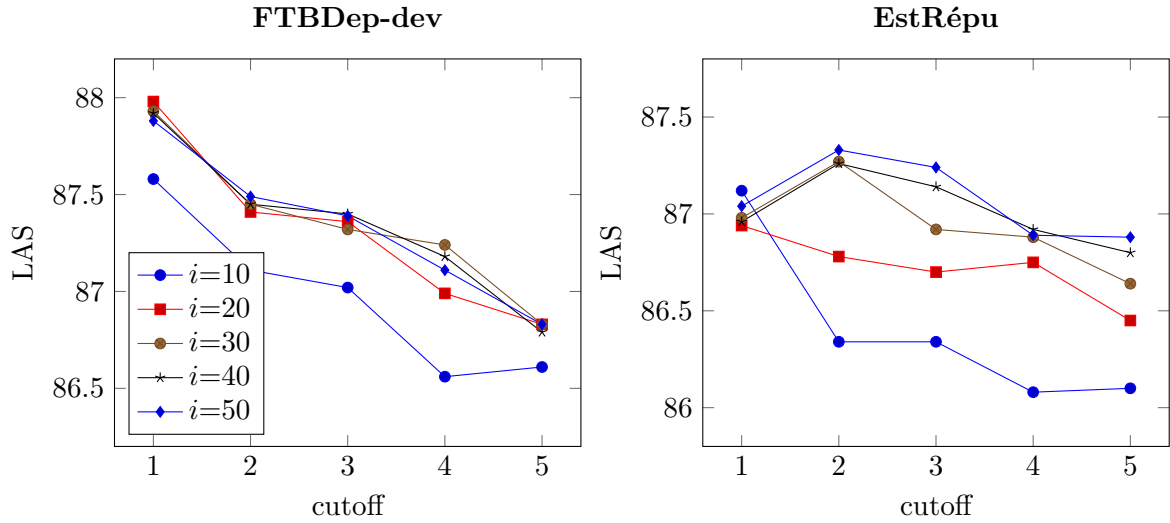 FTBDep-dev
88
87.5
87
86.5
LAS
i=10
i=20
i=30
i=40
i=50
1 2 3 4 5
cutoff
EstRépu
87.5
87
86.5
86
LAS
1 2 3 4 5
cutoff